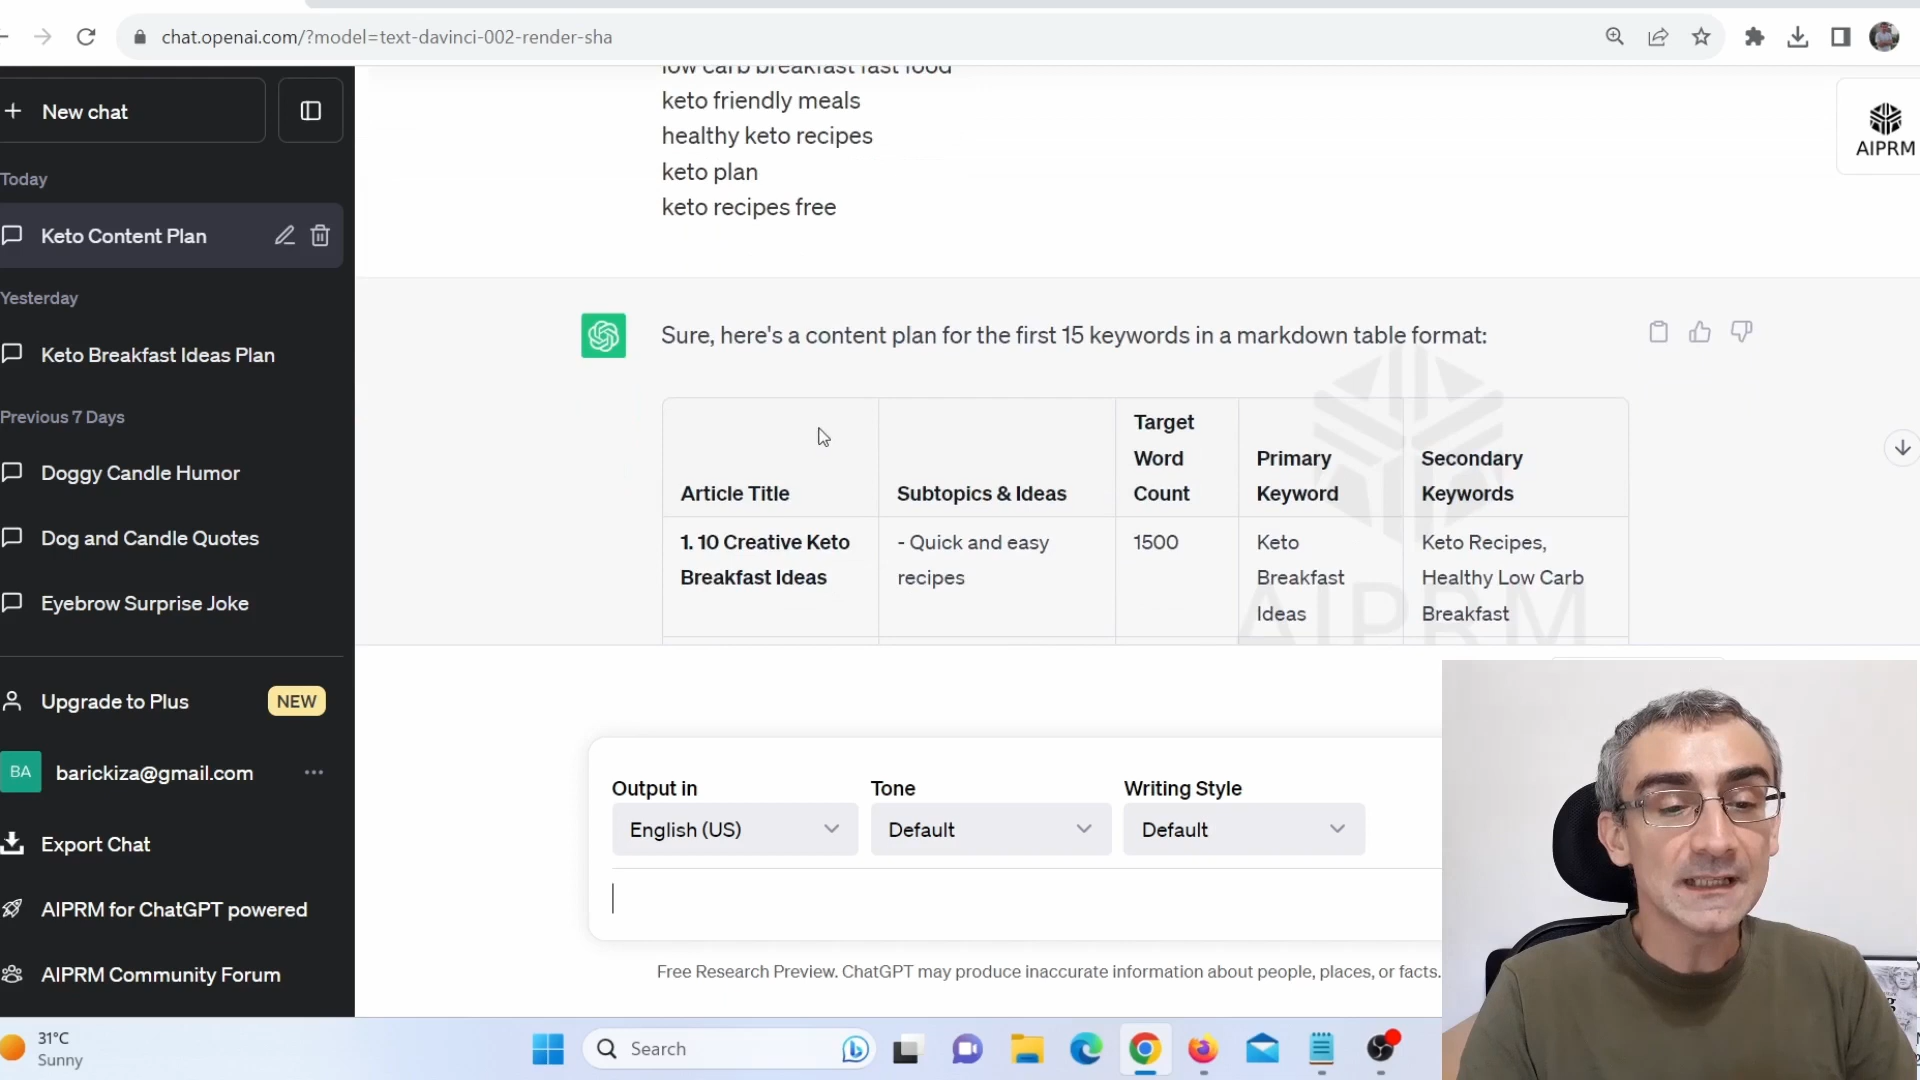 chat.openai.com/?model=text-davinci-002-render-sha
New chat
Today
Keto Content Plan
Yesterday
Keto Breakfast Ideas Plan
Previous 7 Days
Doggy Candle Humor
Dog and Candle Quotes
Eyebrow Surprise Joke
Upgrade to Plus
NEW
BA
barickiza@gmail.com
Export Chat
AIPRM for ChatGPT powered
AIPRM Community Forum
low carb breakfast fast food
keto friendly meals
healthy keto recipes
keto plan
keto recipes free
AIPRM
Sure, here's a content plan for the first 15 keywords in a markdown table format:
Article Title
Subtopics & Ideas
Target
Word
Count
Primary
Keyword
Secondary
Keywords
1. 10 Creative Keto
Breakfast Ideas
- Quick and easy
recipes
1500
Keto
Breakfast
Ideas
Keto Recipes,
Healthy Low Carb
Breakfast
AIPRM
Output in
English (US)
Tone
Default
Writing Style
Default
Free Research Preview. ChatGPT may produce inaccurate information about people, places, or facts.
31°C
Sunny
Search